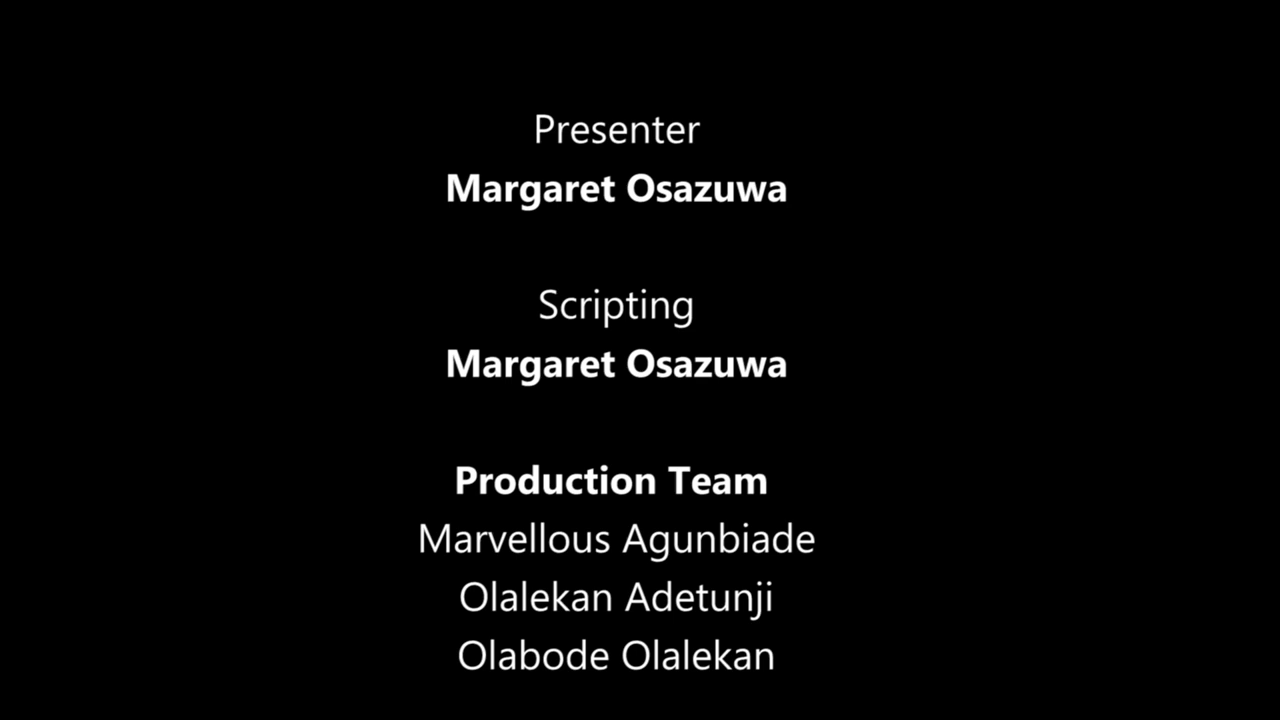 Presenter
Margaret Osazuwa
Scripting
Margaret Osazuwa
Production Team
Marvellous Agunbiade
Olalekan Adetunji
Olabode Olalekan